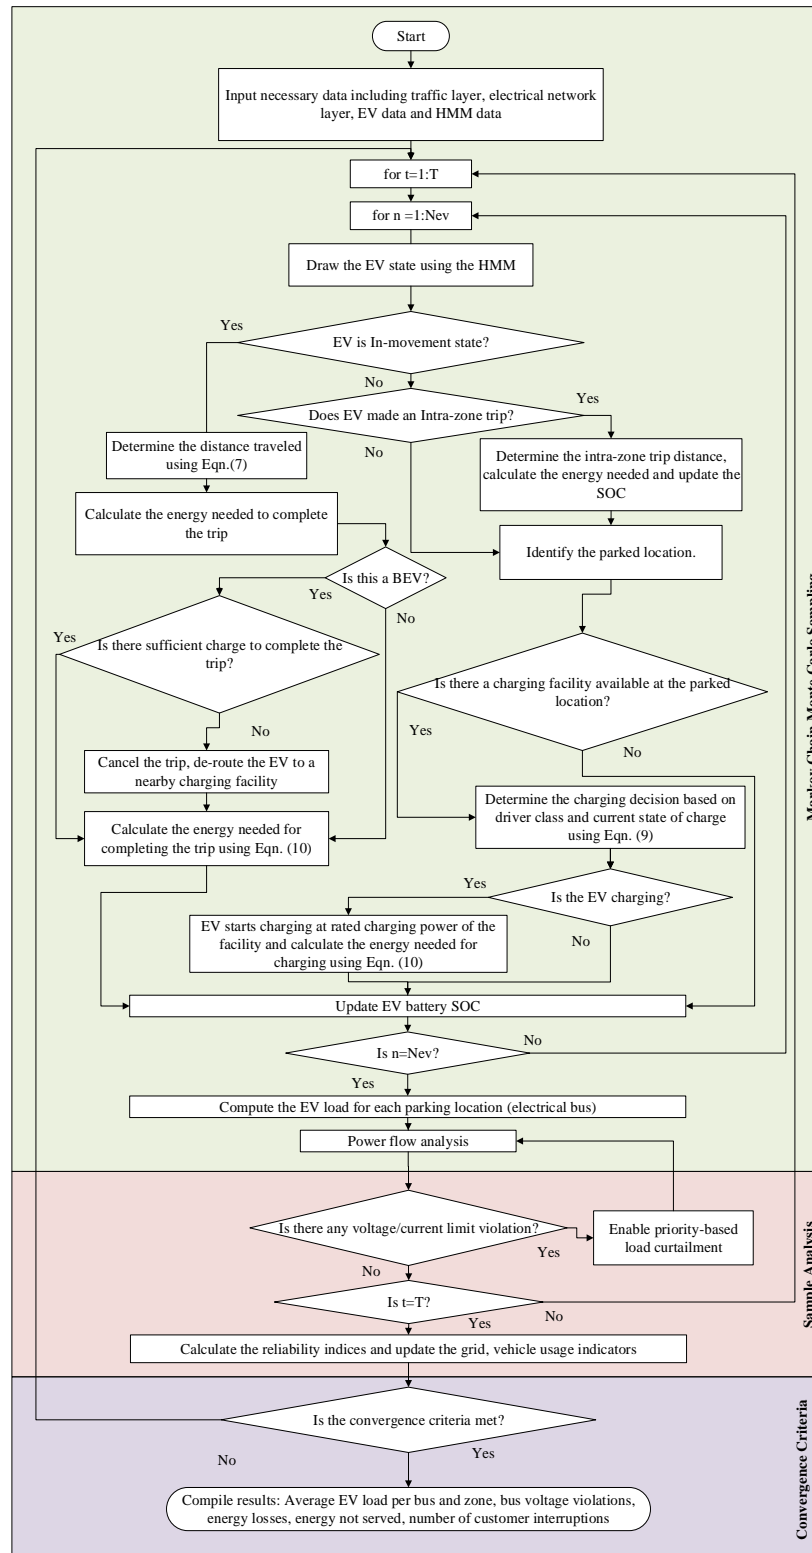 Start
Input necessary data including traffic layer, electrical network
layer, EV data and HMM data
for t=1:T
for n =1:Nev
Draw the EV state using the HMM
Yes
EV is In-movement state?
No
Yes
Does EV made an Intra-zone trip?
No
Determine the distance traveled
using Eqn.(7)
Determine the intra-zone trip distance,
calculate the energy needed and update the
SOC
Calculate the energy needed to complete
the trip
Identify the parked location.
Is this a BEV?
Yes
No
Yes
Is there sufficient charge to complete the
trip?
No
Is there a charging facility available at the parked
location?
Yes
No
Cancel the trip, de-route the EV to a
nearby charging facility
Determine the charging decision based on
driver class and current state of charge
using Eqn. (9)
Calculate the energy needed for
completing the trip using Eqn. (10)
Yes
Is the EV charging?
No
EV starts charging at rated charging power of the
facility and calculate the energy needed for
charging using Eqn. (10)
Update EV battery SOC
No
Is n=Nev?
Yes
Compute the EV load for each parking location (electrical bus)
Power flow analysis
Markov Chain Monte Carlo Sampling
Is there any voltage/current limit violation?
Yes
Enable priority-based
load curtailment
No
Is t=T?
No
Yes
Calculate the reliability indices and update the grid, vehicle usage indicators
Sample Analysis
Is the convergence criteria met?
No
Yes
Compile results: Average EV load per bus and zone, bus voltage violations,
energy losses, energy not served, number of customer interruptions
Convergence Criteria